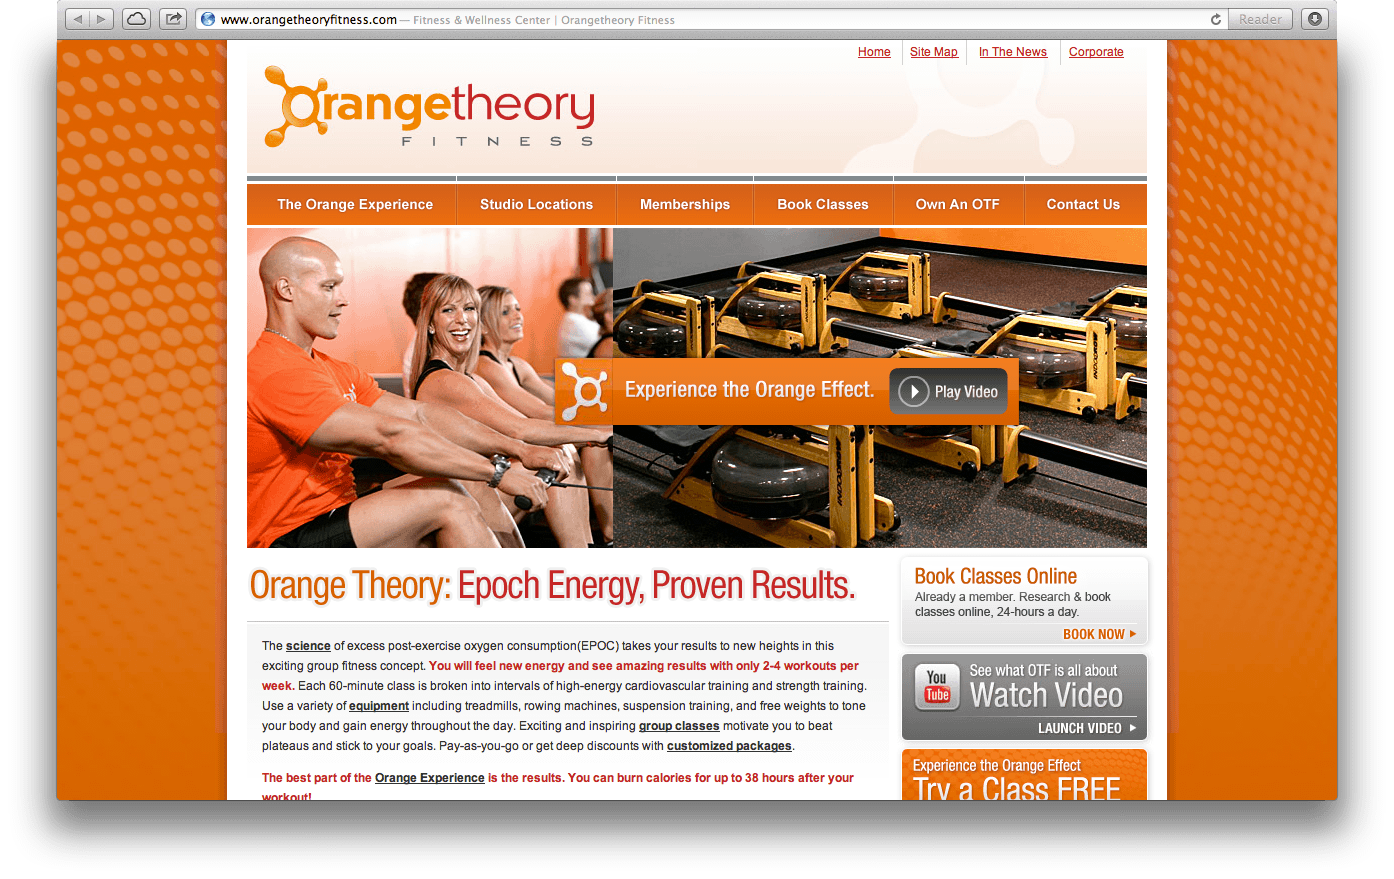 www.orangetheoryfitness.com — Fitness & Wellness Center | Orangetheory Fitness
Reader
Home
Site Map
In The News
Corporate
Orangetheory
FITNESS
The Orange Experience
Studio Locations
Memberships
Book Classes
Own An OTF
Contact Us
Experience the Orange Effect.
Play Video
Orange Theory: Epoch Energy, Proven Results.
The science of excess post-exercise oxygen consumption(EPOC) takes your results to new heights in this
exciting group fitness concept. You will feel new energy and see amazing results with only 2-4 workouts per
week. Each 60-minute class is broken into intervals of high-energy cardiovascular training and strength training.
Use a variety of equipment including treadmills, rowing machines, suspension training, and free weights to tone
your body and gain energy throughout the day. Exciting and inspiring group classes motivate you to beat
plateaus and stick to your goals. Pay-as-you-go or get deep discounts with customized packages.
The best part of the Orange Experience is the results. You can burn calories for up to 38 hours after your
workout!
Book Classes Online
Already a member. Research & book
classes online, 24-hours a day.
BOOK NOW
You
Tube
See what OTF is all about
Watch Video
LAUNCH VIDEO
Experience the Orange Effect
Try a Class FREE